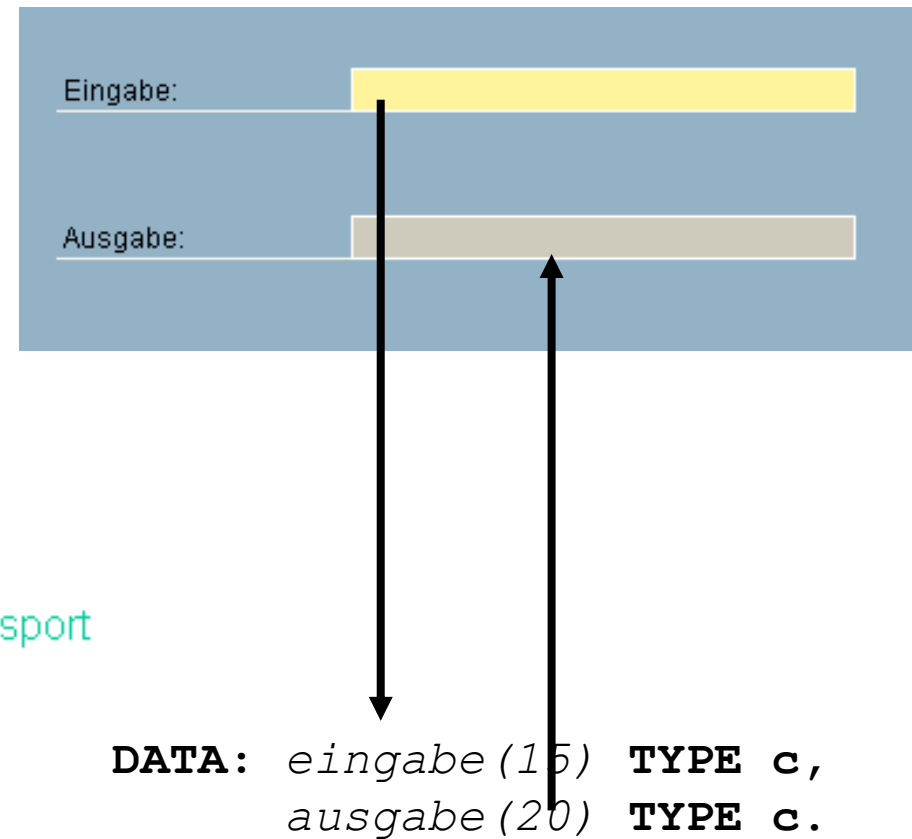 Eingabe:
Ausgabe:
sport
DATA: eingabe(15) TYPE c,
ausgabe(20) TYPE c.